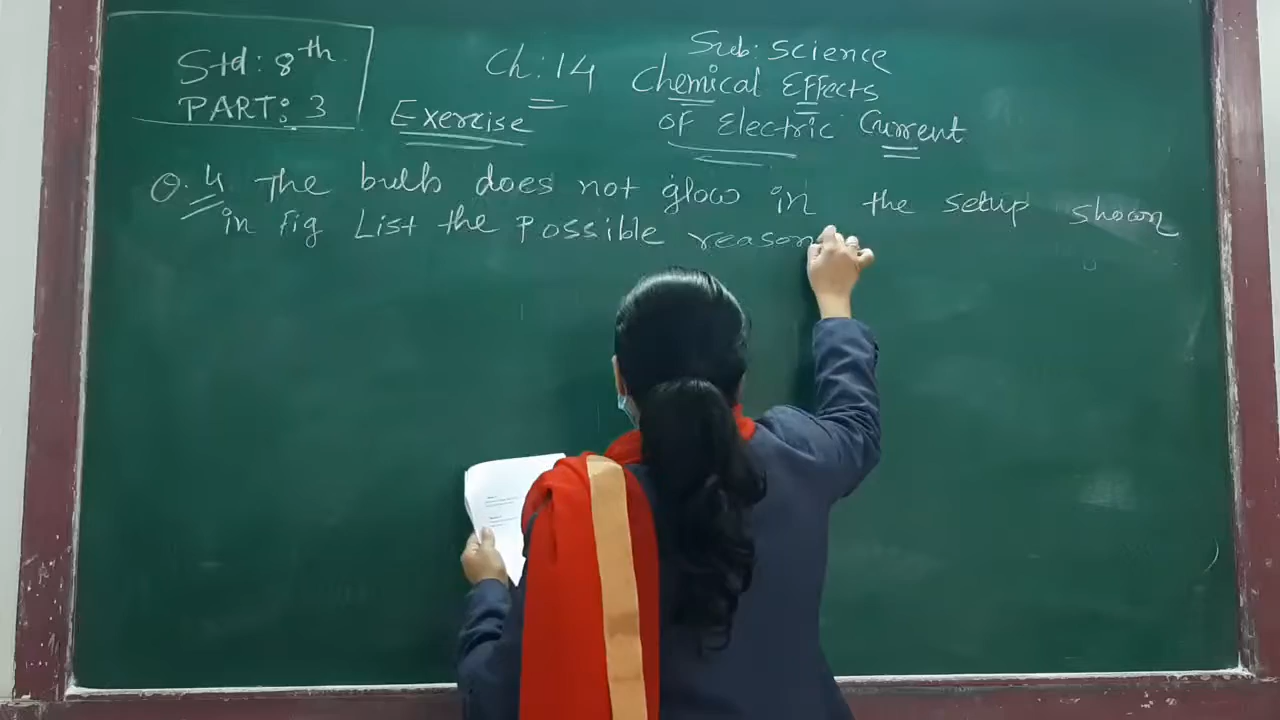 Std: 8th
PART: 3
Ch: 14
Sub: science
Chemical Effects
Exercise
of Electric Current
Q. 4 The bulb does not glow in the setup shown
in fig List the possible reason